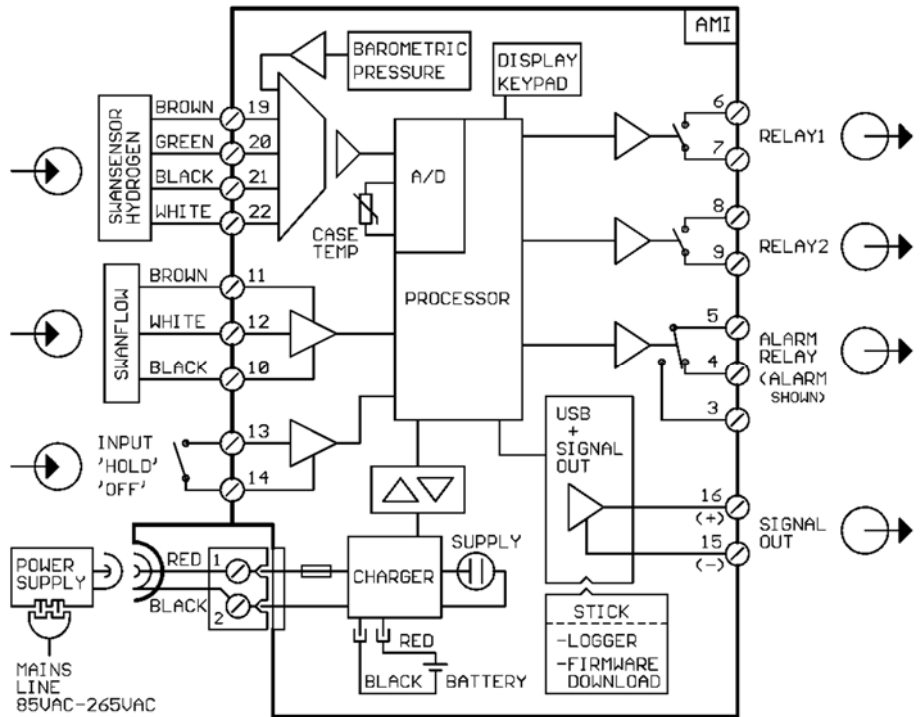 AMI
BAROMETRIC
PRESSURE
DISPLAY
KEYPAD
SWANSENSOR
HYDROGEN
BROWN 19
GREEN 20
BLACK 21
WHITE 22
A/D
CASE
TEMP
PROCESSOR
6
7
RELAY1
8
9
RELAY2
5
4
3
ALARM
RELAY
(ALARM
SHOWN)
SWANFLOW
BROWN 11
WHITE 12
BLACK 10
INPUT
'HOLD'
'OFF'
13
14
USB
+
SIGNAL
OUT
16
(+)
15
(-)
SIGNAL
OUT
POWER
SUPPLY
RED
BLACK
1
2
CHARGER
SUPPLY
RED
BLACK
BATTERY
STICK
-LOGGER
-FIRMWARE
DOWNLOAD
MAINS
LINE
85VAC-265VAC